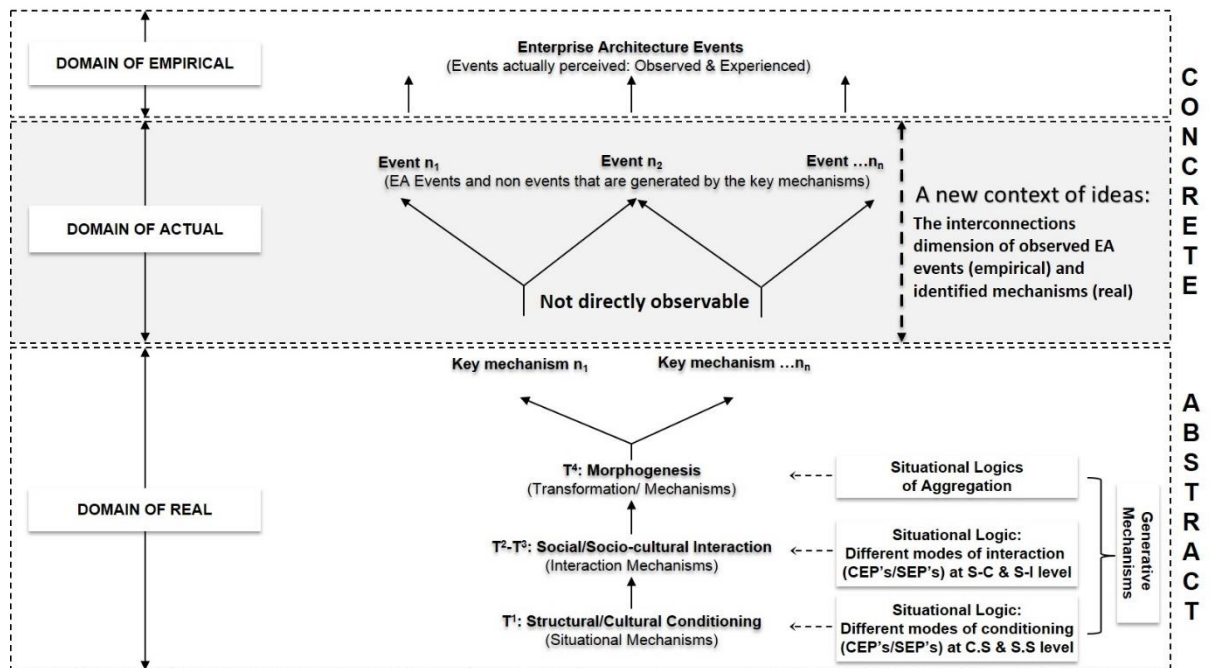 Enterprise Architecture Events
(Events actually perceived: Observed & Experienced)
DOMAIN OF EMPIRICAL
CONCRETE
Event n₁
Event n₂
Event …nₙ
(EA Events and non events that are generated by the key mechanisms)
DOMAIN OF ACTUAL
Not directly observable
A new context of ideas:
The interconnections
dimension of observed EA
events (empirical) and
identified mechanisms (real)
Key mechanism n₁
Key mechanism …nₙ
DOMAIN OF REAL
T⁴: Morphogenesis
(Transformation/ Mechanisms)
Situational Logics
of Aggregation
T²-T³: Social/Socio-cultural Interaction
(Interaction Mechanisms)
Situational Logic:
Different modes of interaction
(CEP's/SEP's) at S-C & S-I level
T¹: Structural/Cultural Conditioning
(Situational Mechanisms)
Situational Logic:
Different modes of conditioning
(CEP's/SEP's) at C.S & S.S level
Generative
Mechanisms
ABSTRACT